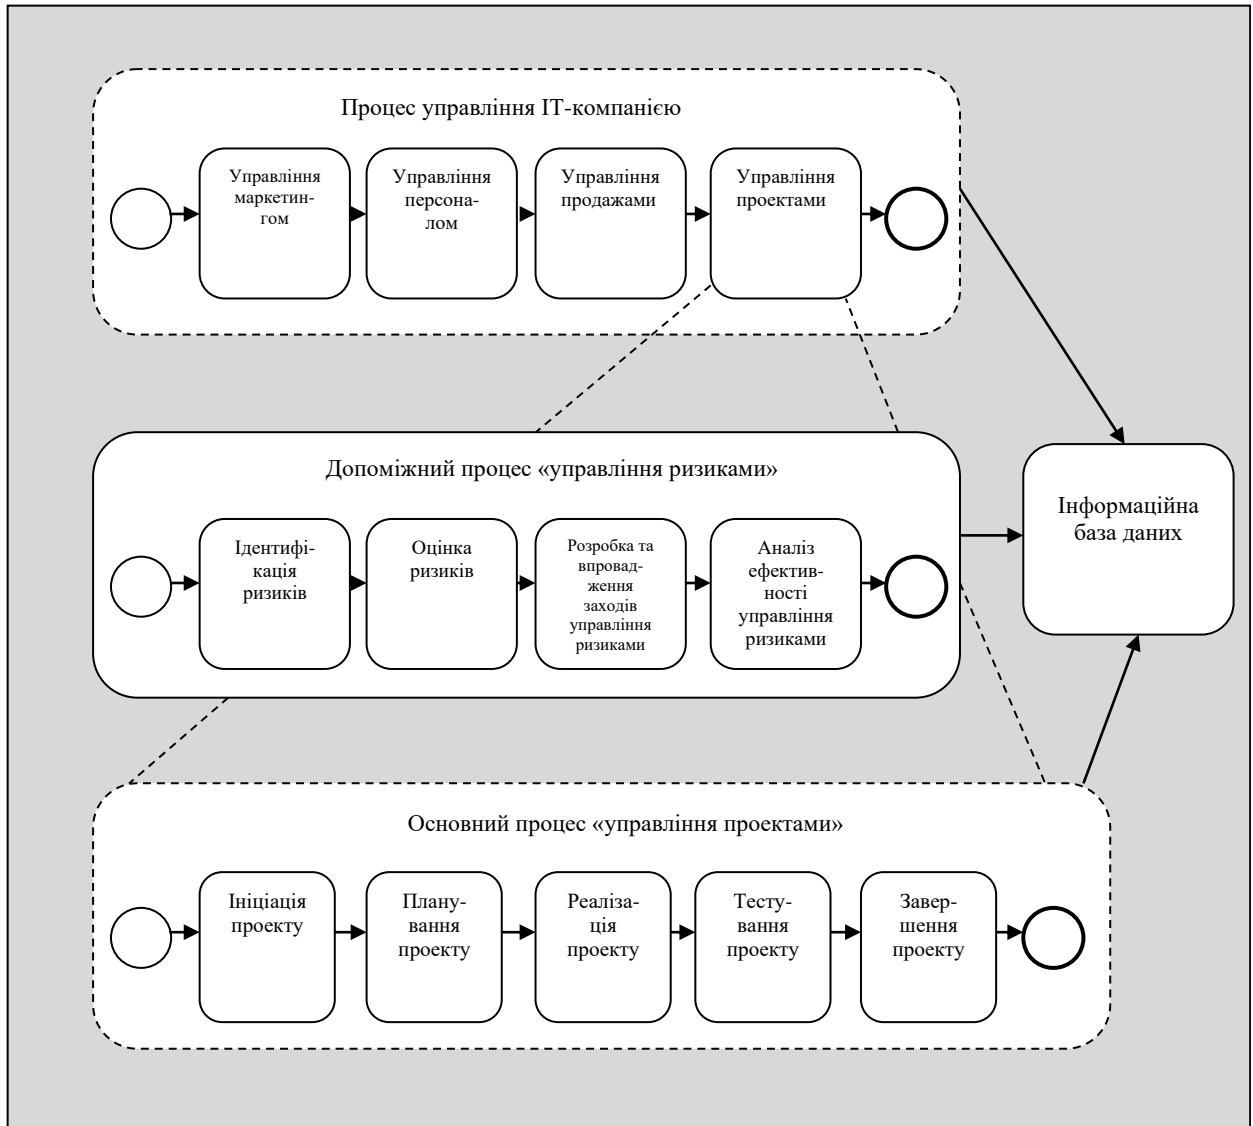 Процес управління ІТ-компанією
Управління
маркетин-
гом
Управління
персона-
лом
Управління
продажами
Управління
проектами
Допоміжний процес «управління ризиками»
Ідентифі-
кація
ризиків
Оцінка
ризиків
Розробка та
впровад-
ження
заходів
управління
ризиками
Аналіз
ефектив-
ності
управління
ризиками
Інформаційна
база даних
Основний процес «управління проектами»
Ініціація
проекту
Плану-
вання
проекту
Реаліза-
ція
проекту
Тесту-
вання
проекту
Завер-
шення
проекту